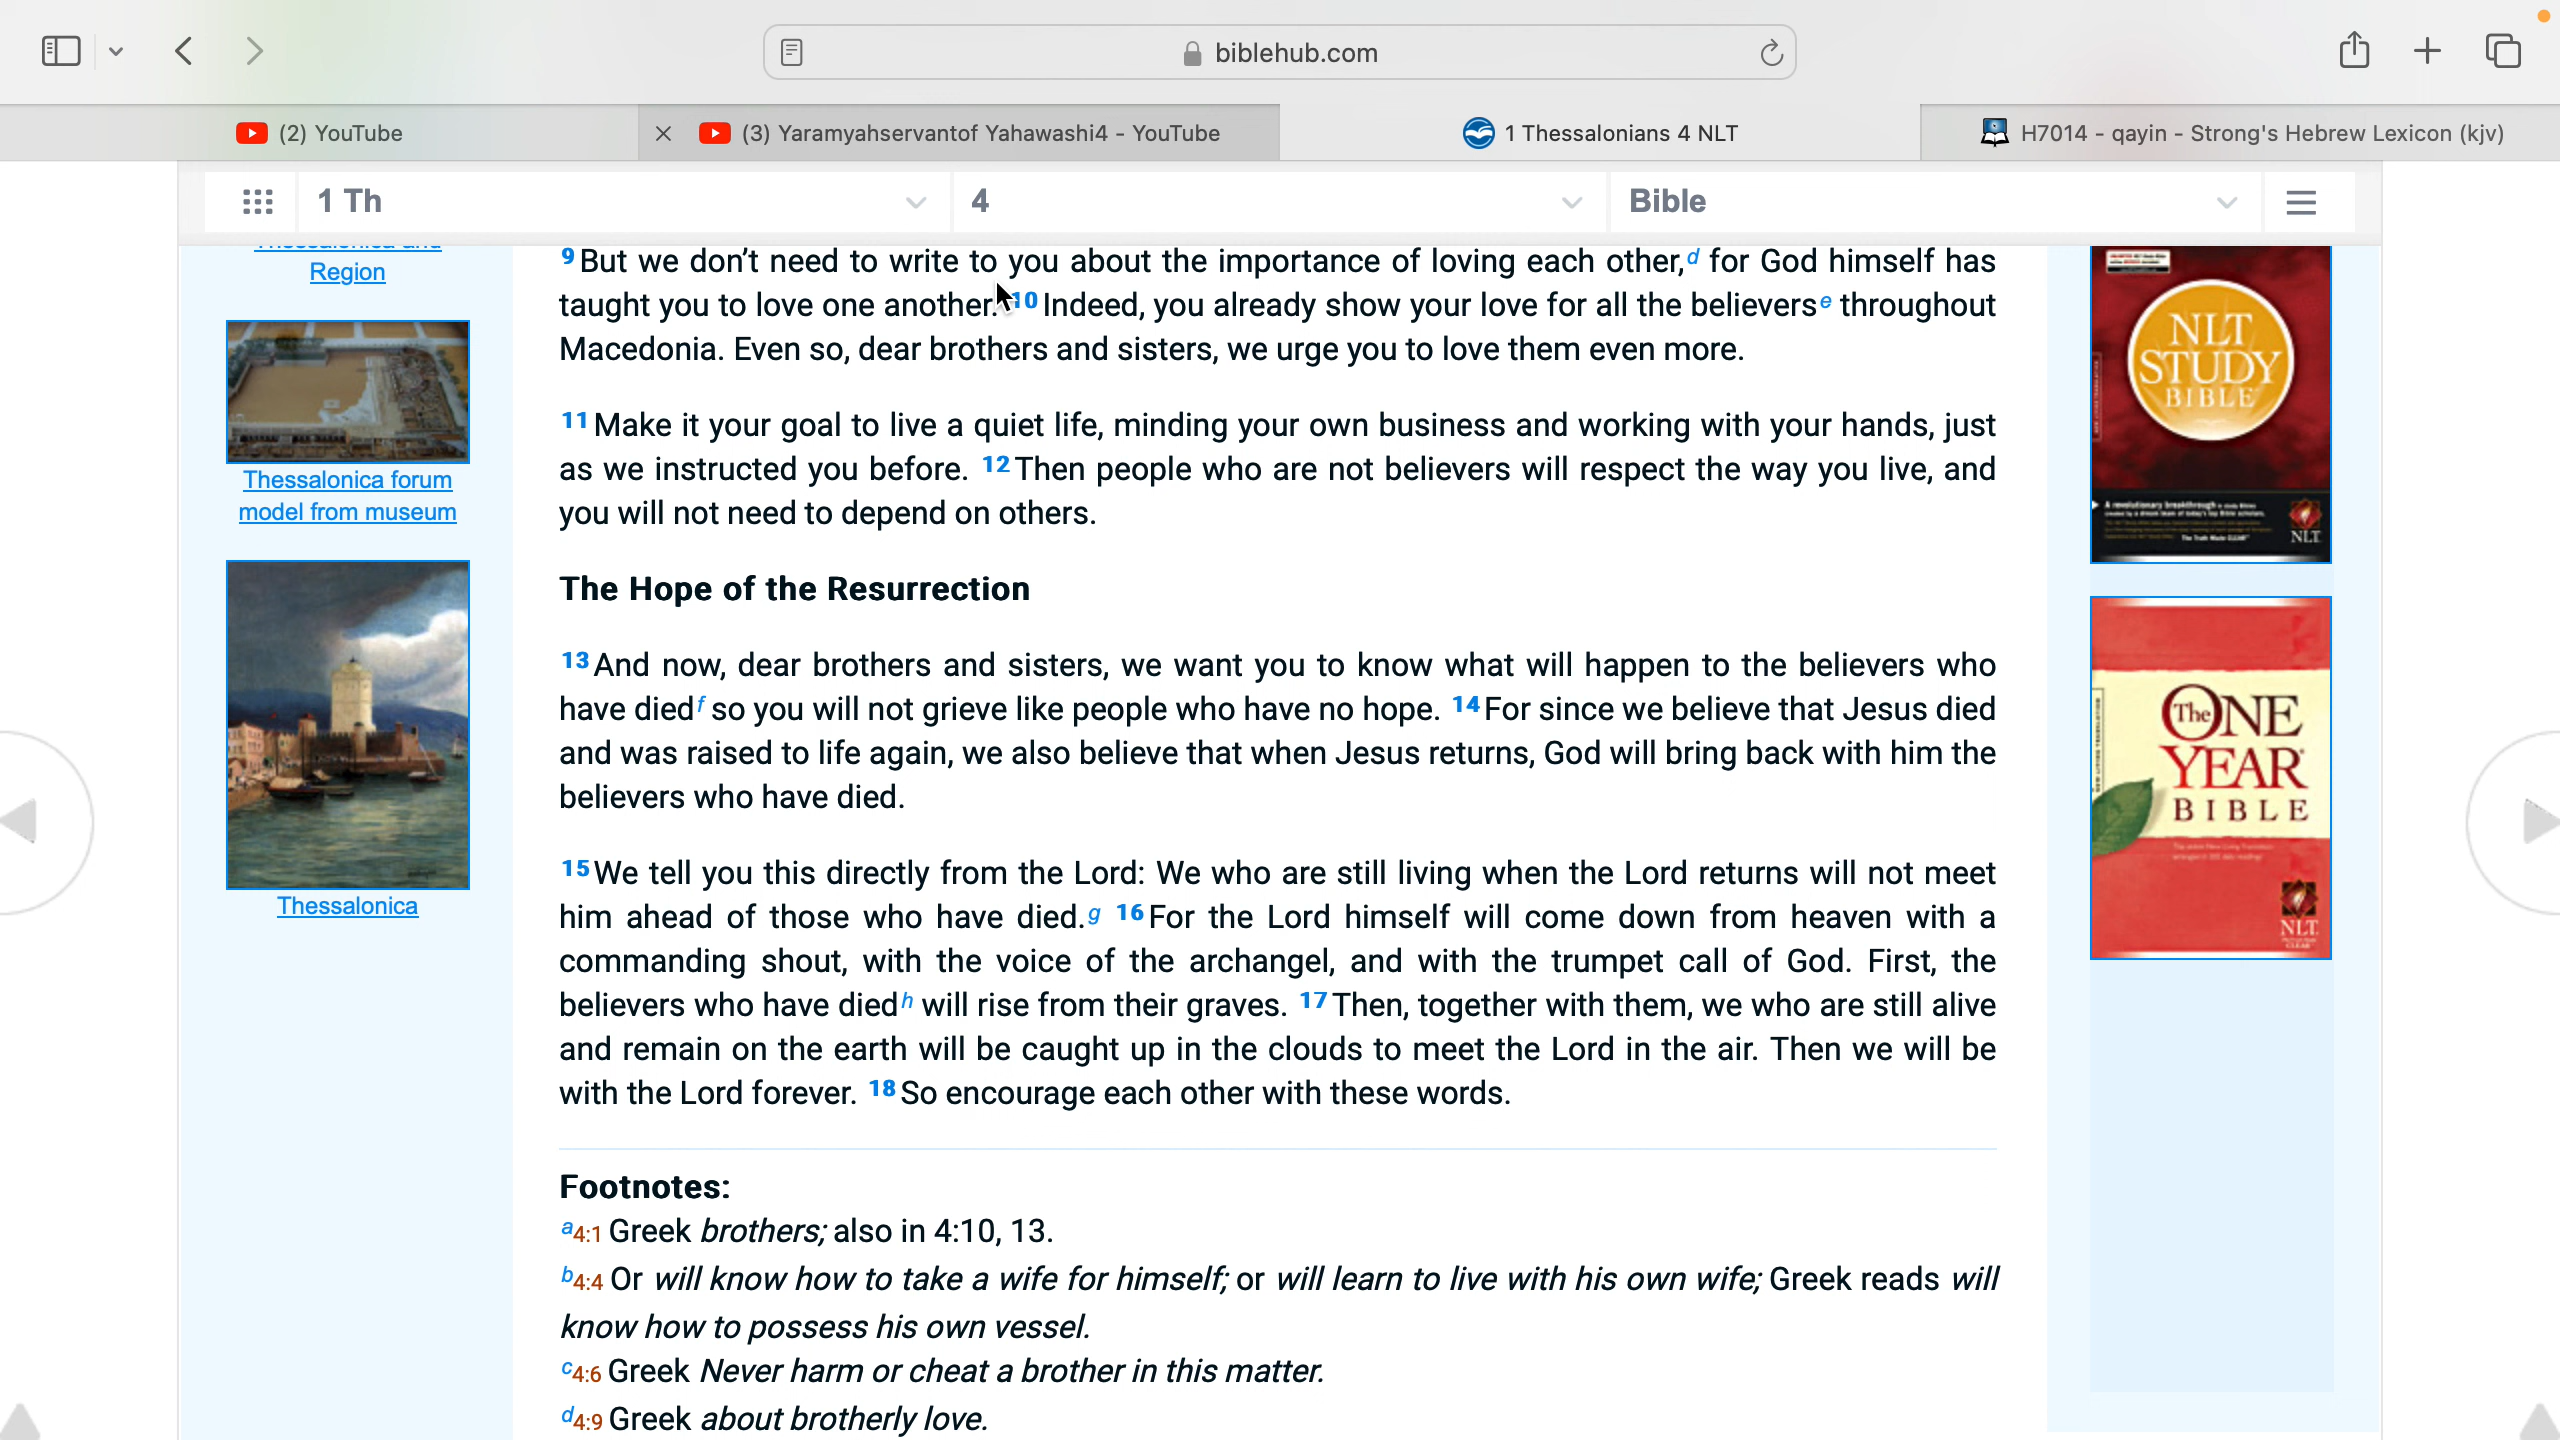 biblehub.com
(2) YouTube
(3) Yaramyahservantof Yahawashi4 - YouTube
1 Thessalonians 4 NLT
H7014 - qayin - Strong's Hebrew Lexicon (kjv)
1 Th
4
Bible
Region
Thessalonica forum
model from museum
Thessalonica
9 But we don’t need to write to you about the importance of loving each other,d for God himself has
taught you to love one another. 10 Indeed, you already show your love for all the believerse throughout
Macedonia. Even so, dear brothers and sisters, we urge you to love them even more.
11 Make it your goal to live a quiet life, minding your own business and working with your hands, just
as we instructed you before. 12 Then people who are not believers will respect the way you live, and
you will not need to depend on others.
The Hope of the Resurrection
13 And now, dear brothers and sisters, we want you to know what will happen to the believers who
have diedf so you will not grieve like people who have no hope. 14 For since we believe that Jesus died
and was raised to life again, we also believe that when Jesus returns, God will bring back with him the
believers who have died.
15 We tell you this directly from the Lord: We who are still living when the Lord returns will not meet
him ahead of those who have died.g 16 For the Lord himself will come down from heaven with a
commanding shout, with the voice of the archangel, and with the trumpet call of God. First, the
believers who have diedh will rise from their graves. 17 Then, together with them, we who are still alive
and remain on the earth will be caught up in the clouds to meet the Lord in the air. Then we will be
with the Lord forever. 18 So encourage each other with these words.
Footnotes:
a4:1 Greek brothers; also in 4:10, 13.
b4:4 Or will know how to take a wife for himself; or will learn to live with his own wife; Greek reads will
know how to possess his own vessel.
c4:6 Greek Never harm or cheat a brother in this matter.
d4:9 Greek about brotherly love.
NLT
STUDY
BIBLE
NLT
The ONE
YEAR
BIBLE
NLT